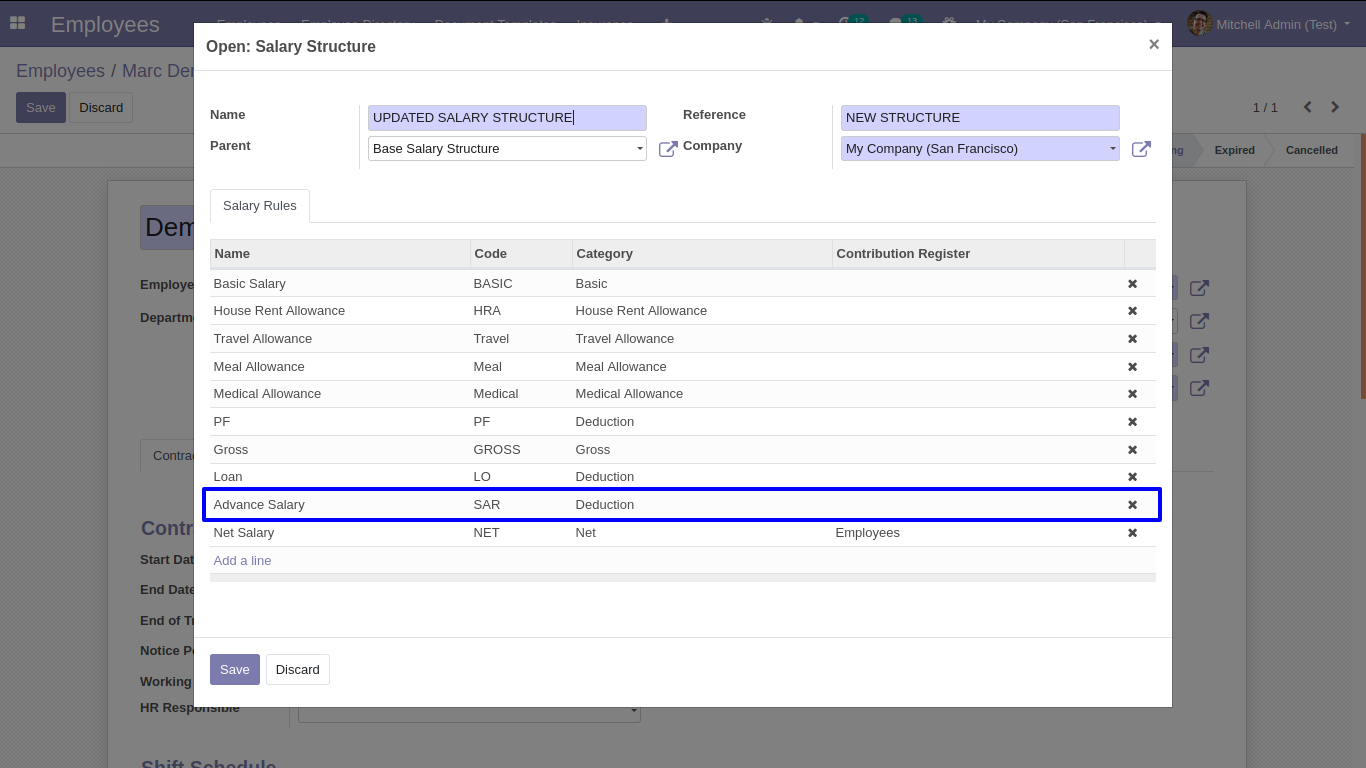 Employees
12
13
Mitchell Admin (Test)
Employees / Marc Der
Save Discard
1 / 1
Open: Salary Structure
×
Name UPDATED SALARY STRUCTURE Reference NEW STRUCTURE
Parent Base Salary Structure Company My Company (San Francisco)
Expired Cancelled
Salary Rules
Dem
Name Code Category Contribution Register
Basic Salary BASIC Basic
House Rent Allowance HRA House Rent Allowance
Travel Allowance Travel Travel Allowance
Meal Allowance Meal Meal Allowance
Medical Allowance Medical Medical Allowance
PF PF Deduction
Gross GROSS Gross
Loan LO Deduction
Advance Salary SAR Deduction
Net Salary NET Net Employees
Add a line
Employe
Departm
Contra
Contr
Start Dat
End Date
End of Tr
Notice Pe
Working
HR Responsible
Save Discard
Shift Schedule